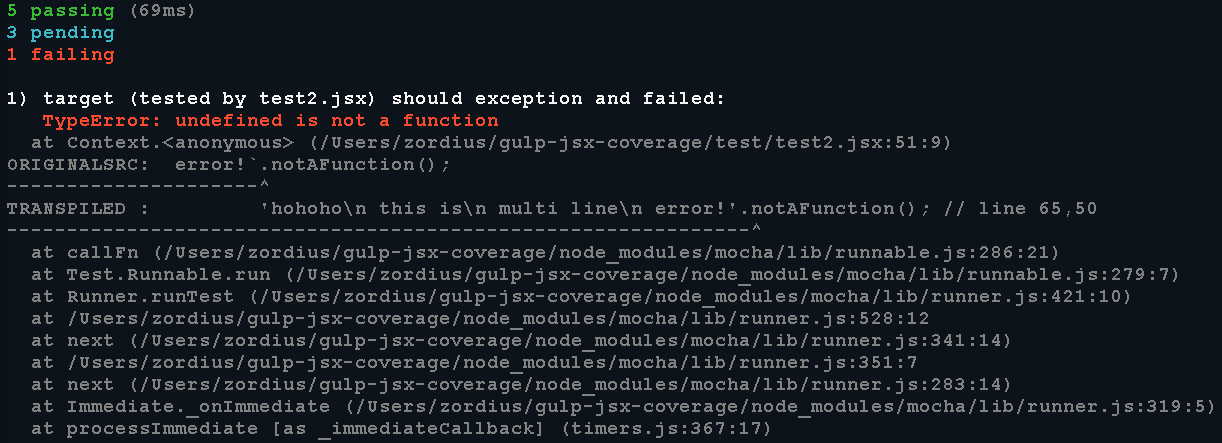 5 passing (69ms)
3 pending
1 failing
1) target (tested by test2.jsx) should exception and failed:
TypeError: undefined is not a function
at Context.<anonymous> (/Users/zordius/gulp-jsx-coverage/test/test2.jsx:51:9)
ORIGINALSRC:  error!`.notAFunction();
---------------------^
TRANSPILED :         'hohoho\n this is\n multi line\n error!'.notAFunction(); // line 65,50
--------------------------------------------------------------^
at callFn (/Users/zordius/gulp-jsx-coverage/node_modules/mocha/lib/runnable.js:286:21)
at Test.Runnable.run (/Users/zordius/gulp-jsx-coverage/node_modules/mocha/lib/runnable.js:279:7)
at Runner.runTest (/Users/zordius/gulp-jsx-coverage/node_modules/mocha/lib/runner.js:421:10)
at /Users/zordius/gulp-jsx-coverage/node_modules/mocha/lib/runner.js:528:12
at next (/Users/zordius/gulp-jsx-coverage/node_modules/mocha/lib/runner.js:341:14)
at /Users/zordius/gulp-jsx-coverage/node_modules/mocha/lib/runner.js:351:7
at next (/Users/zordius/gulp-jsx-coverage/node_modules/mocha/lib/runner.js:283:14)
at Immediate._onImmediate (/Users/zordius/gulp-jsx-coverage/node_modules/mocha/lib/runner.js:319:5)
at processImmediate [as _immediateCallback] (timers.js:367:17)